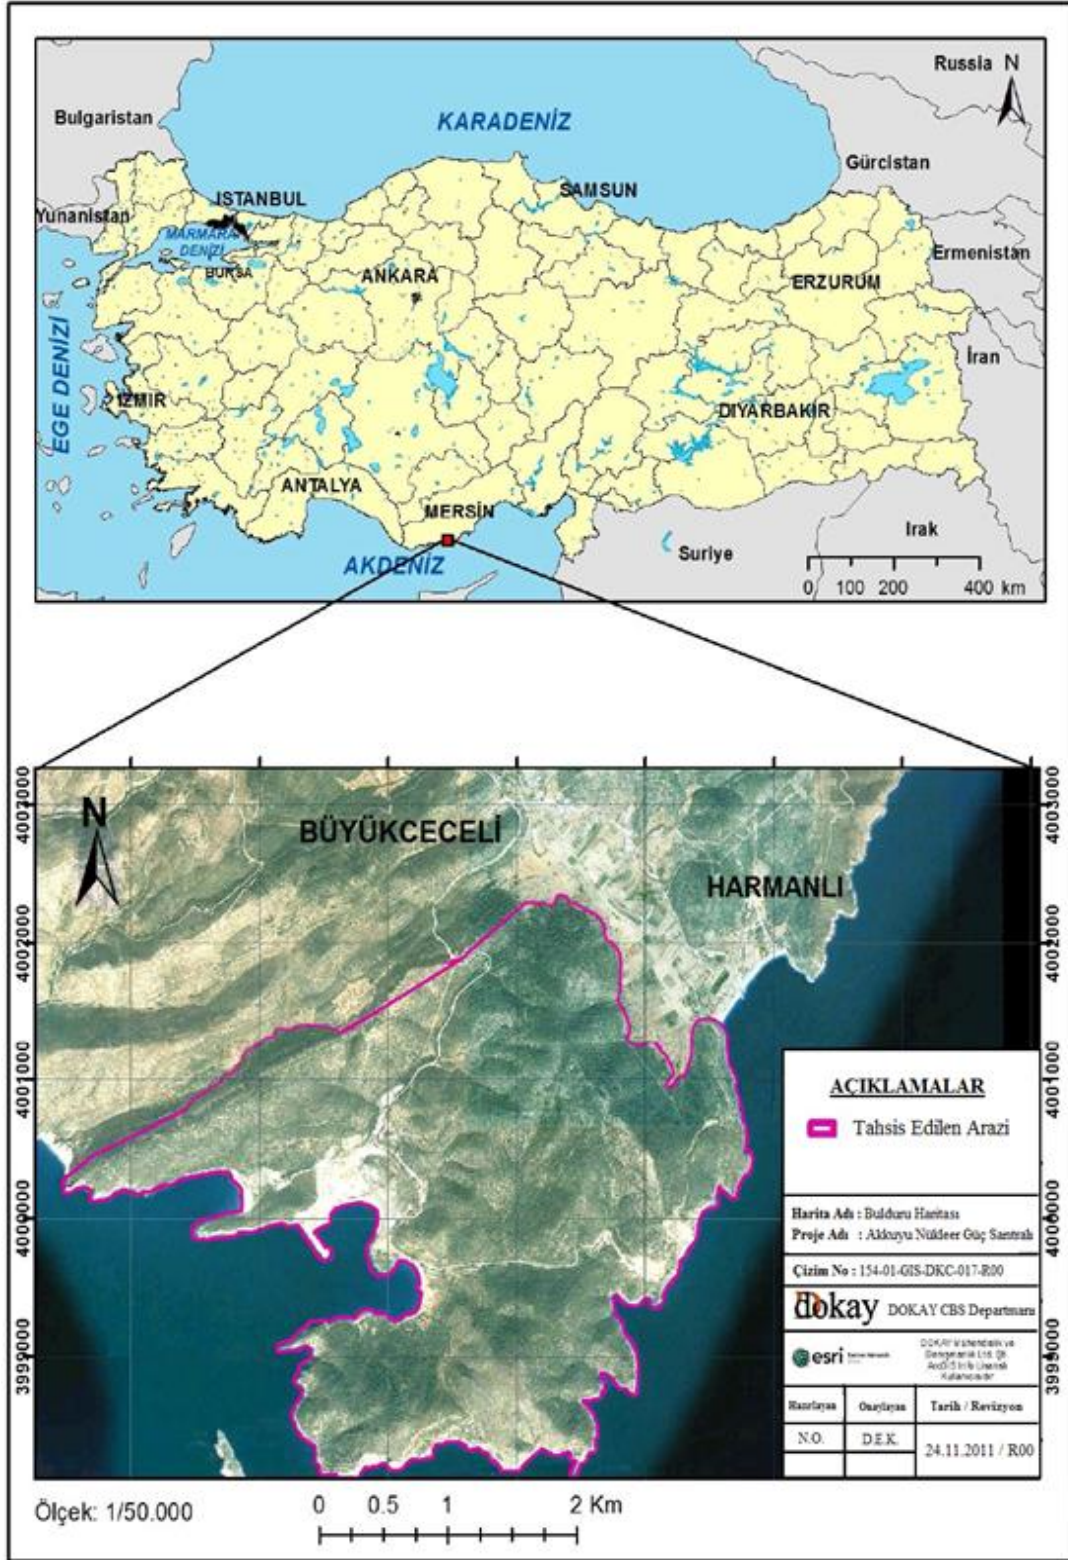 Russia N
Bulgaristan
KARADENİZ
Gürcistan
SAMSUN
ISTANBUL
Yunanistan
MARMARA
DENİZİ
Ermenistan
BURSA
ANKARA
ERZURUM
EGE DENİZİ
İran
IZMIR
DIYARBAKIR
ANTALYA
MERSİN
Irak
Suriye
AKDENİZ
0 100 200 400 km
N
BÜYÜKCECELİ
HARMANLI
4003000
4003000
4002000
4002000
4001000
4001000
4000000
4000000
3999000
3999000
AÇIKLAMALAR
Tahsis Edilen Arazi
Harita Adı : Bulduru Haritası
Proje Adı : Akkuyu Nükleer Güç Santralı
Çizim No : 154-01-GIS-DKC-017-R00
dokay DOKAY CBS Departmanı
esri
Hazırlayan Onaylayan Tarih / Revizyon
N.O. D.E.K. 24.11.2011 / R00
Ölçek: 1/50.000
0 0.5 1 2 Km